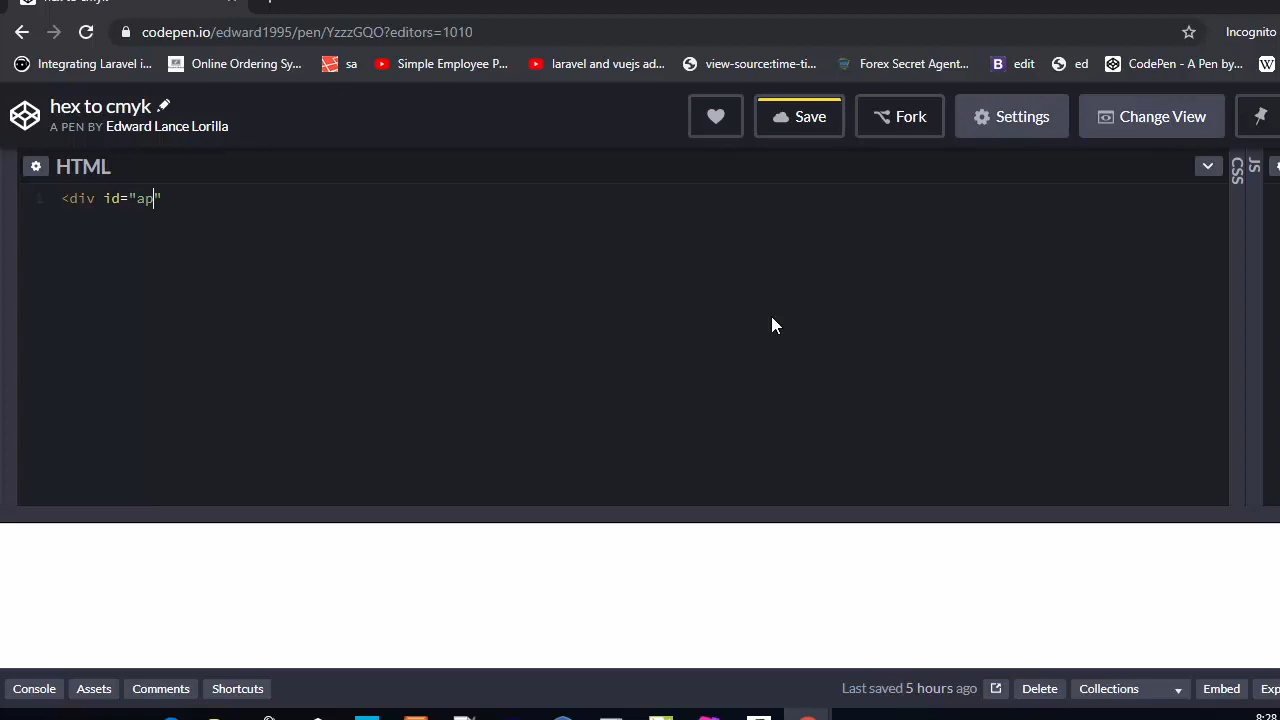 codepen.io/edward1995/pen/YzzzGQO?editors=1010
Incognito
Integrating Laravel i...
Online Ordering Sy...
sa
Simple Employee P...
laravel and vuejs ad...
view-source:time-ti...
Forex Secret Agent...
B edit
ed
CodePen - A Pen by...
W
hex to cmyk
A PEN BY Edward Lance Lorilla
Save
Fork
Settings
Change View
HTML
CSS
JS
1 <div id="ap"
Console
Assets
Comments
Shortcuts
Last saved 5 hours ago
Delete
Collections
Embed
Exp
8:28